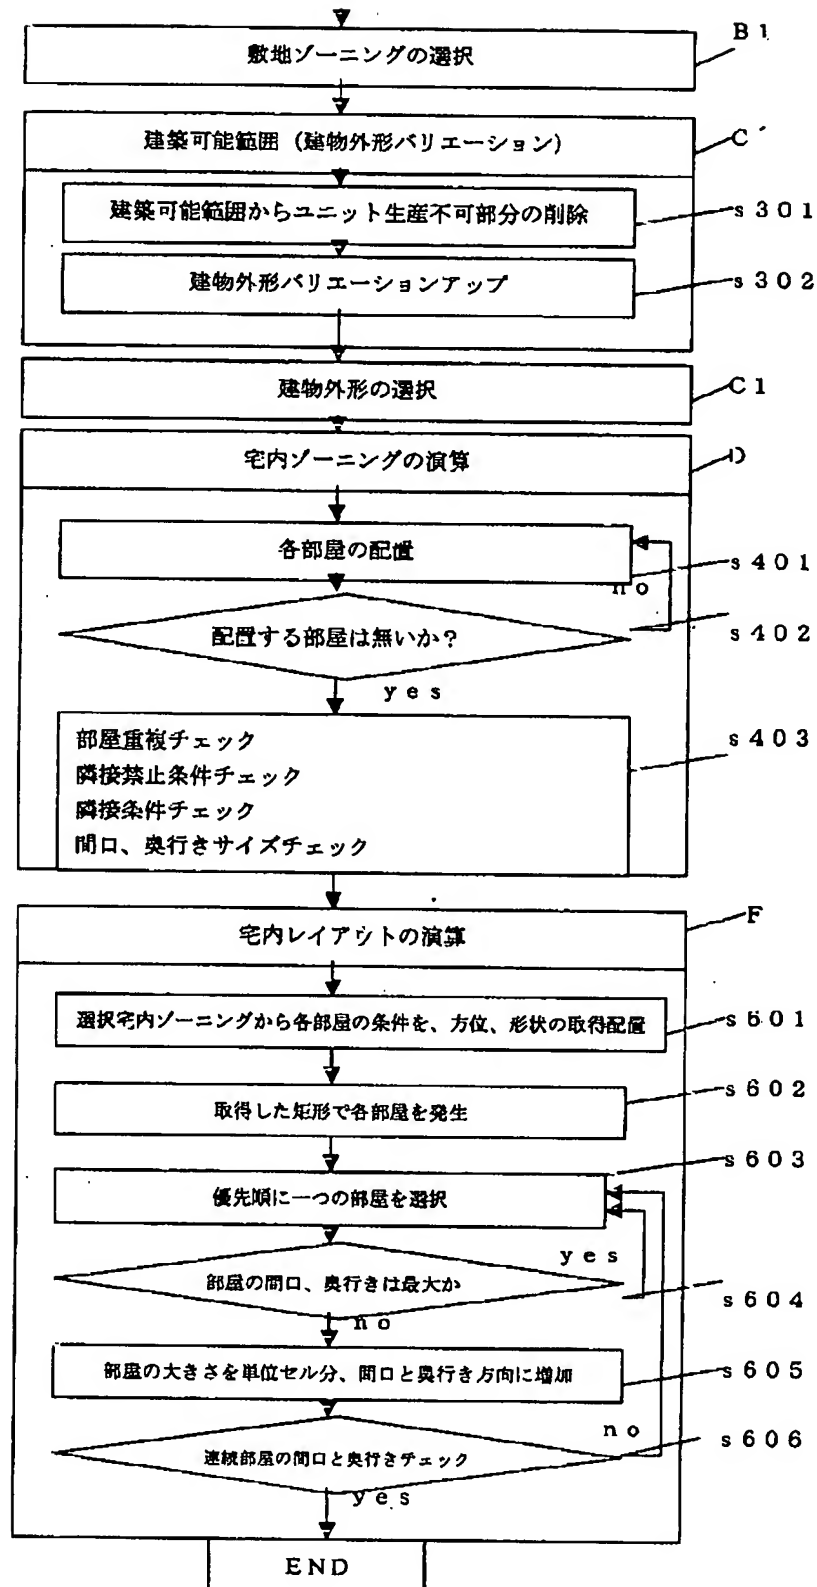 敷地ゾーニングの選択
B1
建築可能範囲（建物外形バリエーション）
C
建築可能範囲からユニット生産不可部分の削除
s301
建物外形バリエーションアップ
s302
建物外形の選択
C1
宅内ゾーニングの演算
D
各部屋の配置
s401
no
配置する部屋は無いか？
s402
yes
部屋重複チェック
隣接禁止条件チェック
隣接条件チェック
間口、奥行きサイズチェック
s403
宅内レイアウトの演算
F
選択宅内ゾーニングから各部屋の条件を、方位、形状の取得配置
s601
取得した矩形で各部屋を発生
s602
優先順に一つの部屋を選択
s603
yes
部屋の間口、奥行きは最大か
s604
no
部屋の大きさを単位セル分、間口と奥行き方向に増加
s605
no
連続部屋の間口と奥行きチェック
s606
yes
END